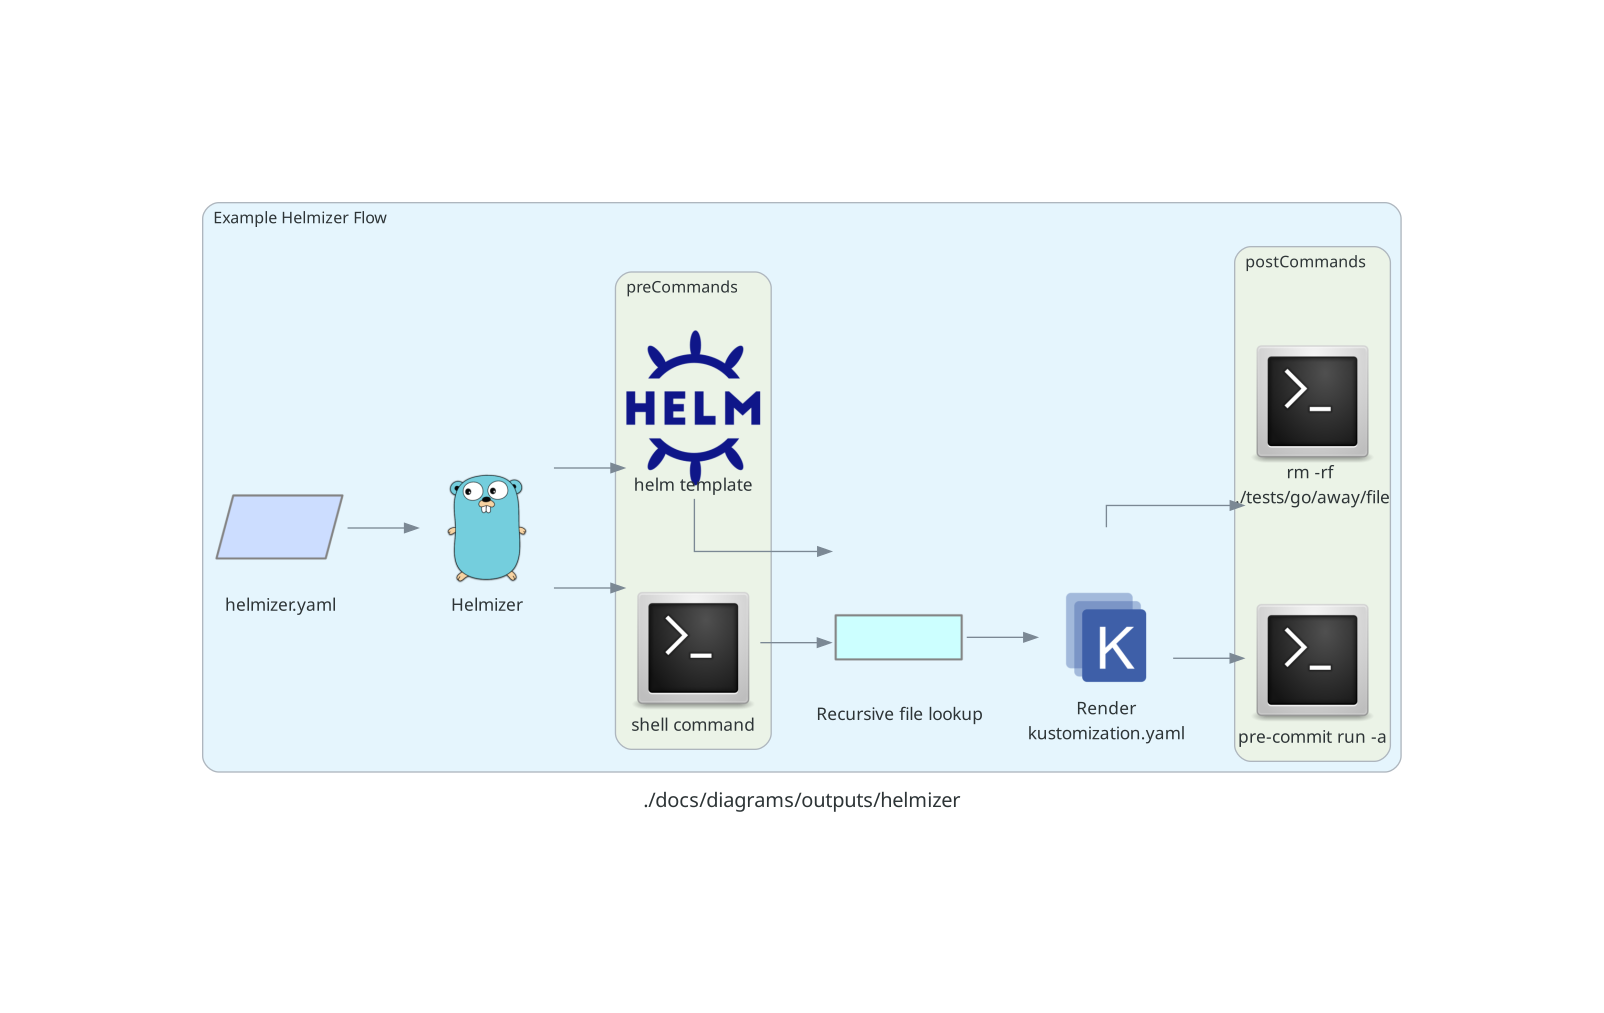 Example Helmizer Flow
postCommands
preCommands
HELM
helm template
>_
rm -rf
./tests/go/away/file
helmizer.yaml
Helmizer
>_
shell command
Recursive file lookup
K
Render
kustomization.yaml
>_
pre-commit run -a
./docs/diagrams/outputs/helmizer